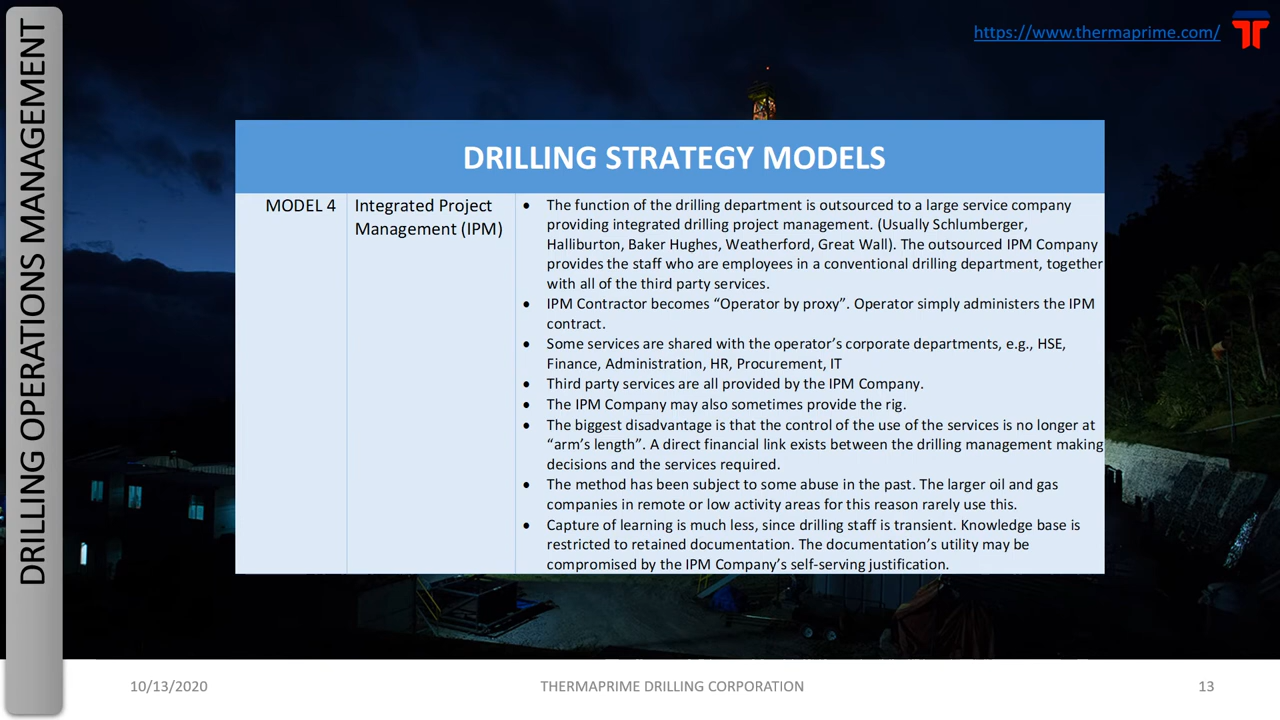 DRILLING OPERATIONS MANAGEMENT
https://www.thermaprime.com/
DRILLING STRATEGY MODELS
MODEL 4
Integrated Project
Management (IPM)
• The function of the drilling department is outsourced to a large service company
providing integrated drilling project management. (Usually Schlumberger,
Halliburton, Baker Hughes, Weatherford, Great Wall). The outsourced IPM Company
provides the staff who are employees in a conventional drilling department, together
with all of the third party services.
• IPM Contractor becomes “Operator by proxy”. Operator simply administers the IPM
contract.
• Some services are shared with the operator’s corporate departments, e.g., HSE,
Finance, Administration, HR, Procurement, IT
• Third party services are all provided by the IPM Company.
• The IPM Company may also sometimes provide the rig.
• The biggest disadvantage is that the control of the use of the services is no longer at
“arm’s length”. A direct financial link exists between the drilling management making
decisions and the services required.
• The method has been subject to some abuse in the past. The larger oil and gas
companies in remote or low activity areas for this reason rarely use this.
• Capture of learning is much less, since drilling staff is transient. Knowledge base is
restricted to retained documentation. The documentation’s utility may be
compromised by the IPM Company’s self-serving justification.
10/13/2020
THERMAPRIME DRILLING CORPORATION
13